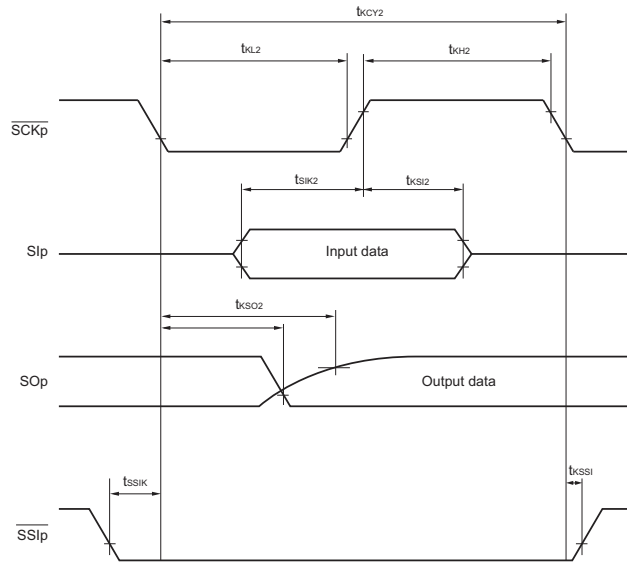 tKCY2
tKL2
tKH2
SCKp
tSIK2
tKSI2
SIp
Input data
tKSO2
SOp
Output data
tSSIK
tKSSI
SSIp